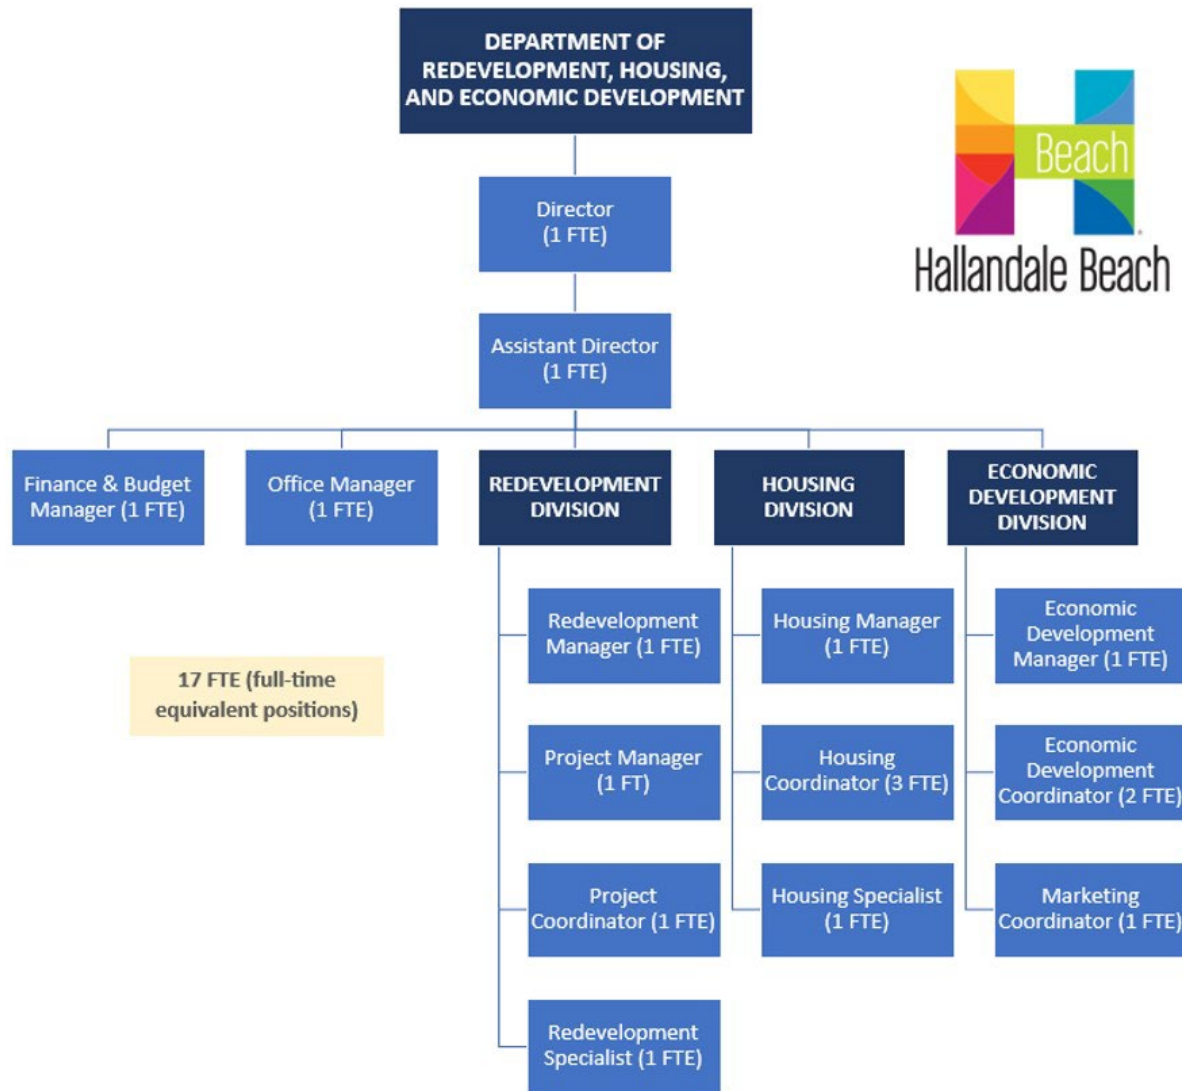 DEPARTMENT OF
REDEVELOPMENT, HOUSING,
AND ECONOMIC DEVELOPMENT
Beach
Hallandale Beach
Director
(1 FTE)
Assistant Director
(1 FTE)
Finance & Budget
Manager (1 FTE)
Office Manager
(1 FTE)
REDEVELOPMENT
DIVISION
HOUSING
DIVISION
ECONOMIC
DEVELOPMENT
DIVISION
Redevelopment
Manager (1 FTE)
Housing Manager
(1 FTE)
Economic
Development
Manager (1 FTE)
17 FTE (full-time
equivalent positions)
Project Manager
(1 FT)
Housing
Coordinator (3 FTE)
Economic
Development
Coordinator (2 FTE)
Project
Coordinator (1 FTE)
Housing Specialist
(1 FTE)
Marketing
Coordinator (1 FTE)
Redevelopment
Specialist (1 FTE)